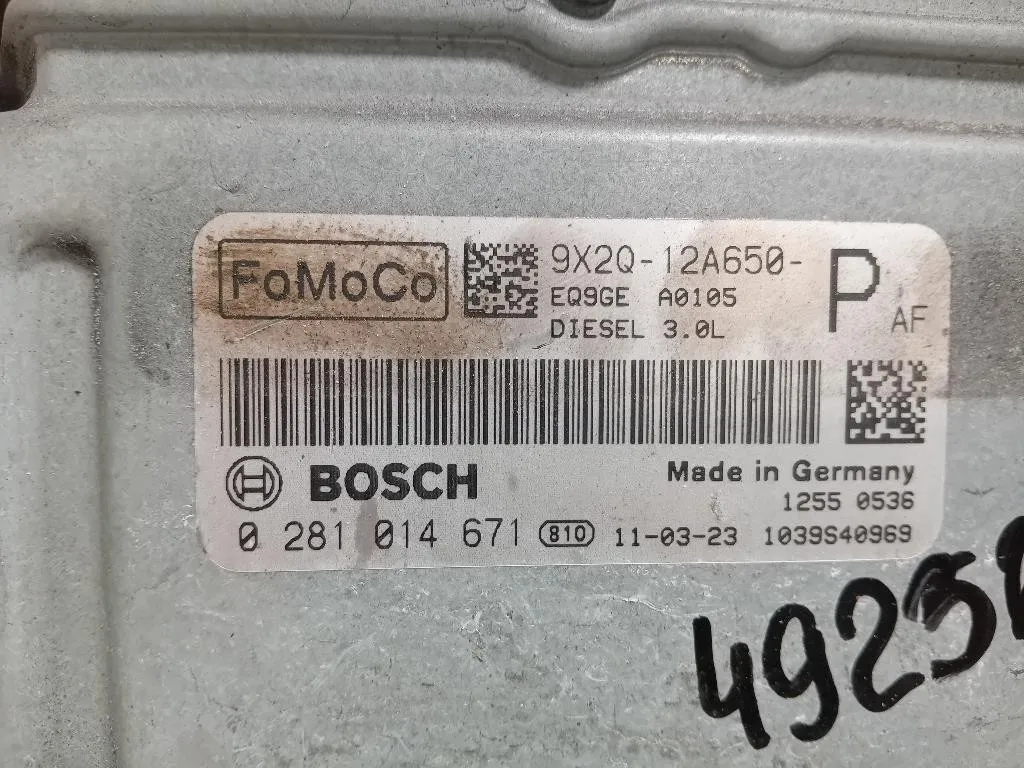 FoMoCo
9X2Q-12A650-
P
AF
EQ9GE A0105
DIESEL 3.0L
BOSCH
Made in Germany
1255 0536
0 281 014 671 810 11-03-23 1039S40969